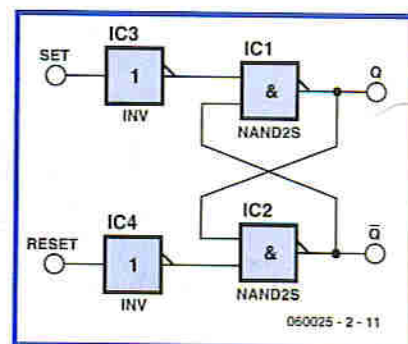 IC3
IC1
SET
1
&
Q
INV
NAND2S
IC4
IC2
RESET
1
&
Q̅
INV
NAND2S
060025 - 2 - 11